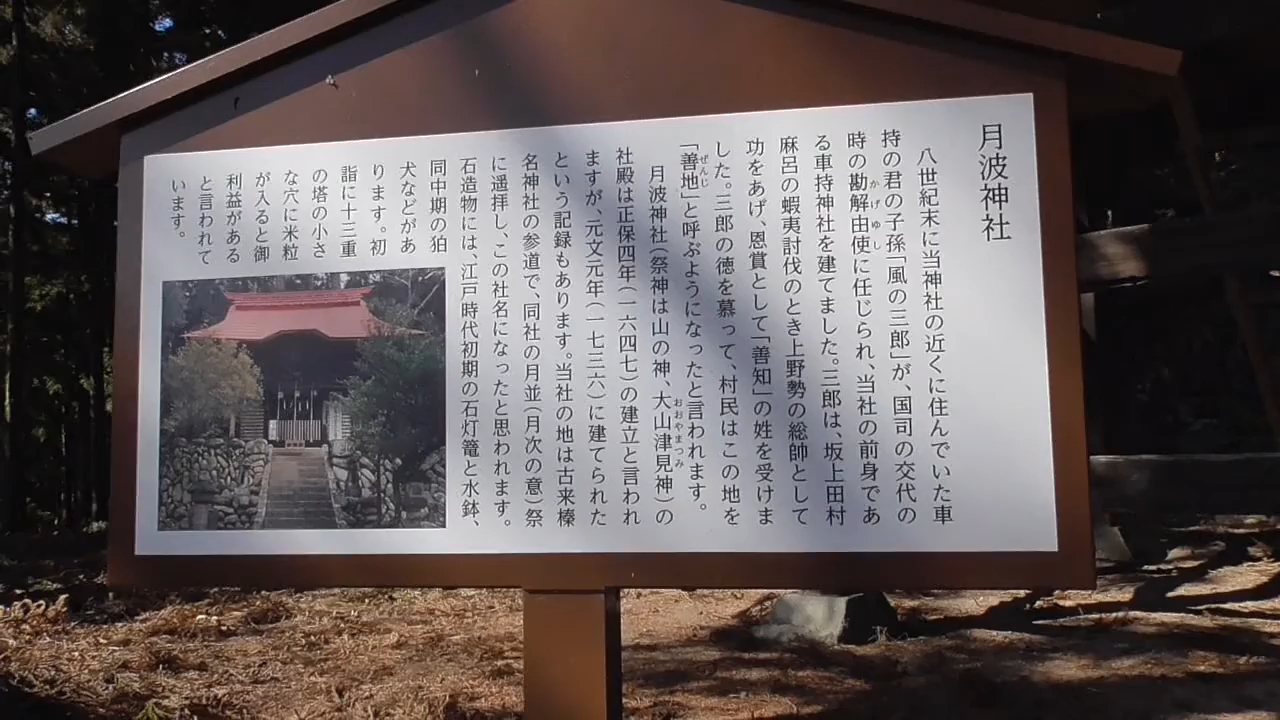 月波神社
八世紀末に当神社の近くに住んでいた車
持の君の子孫「風の三郎」が、国司の交代の
時の勘解由使に任じられ、当社の前身であ
かげゆし
る車持神社を建てました。三郎は、坂上田村
麻呂の蝦夷討伐のとき上野勢の総帥として
功をあげ、恩賞として「善知」の姓を受けま
した。三郎の徳を慕って、村民はこの地を
「善地」と呼ぶようになったと言われます。
ぜんじ
月波神社(祭神は山の神、大山津見神)の
おおやまつみ
社殿は正保四年(一六四七)の建立と言われ
ますが、元文元年(一七三六)に建てられた
という記録もあります。当社の地は古来榛
名神社の参道で、同社の月並(月次の意)祭
に遥拝し、この社名になったと思われます。
石造物には、江戸時代初期の石灯篭と水鉢、
同中期の狛
犬などがあ
ります。初
詣に十三重
の塔の小さ
な穴に米粒
が入ると御
利益がある
と言われて
います。